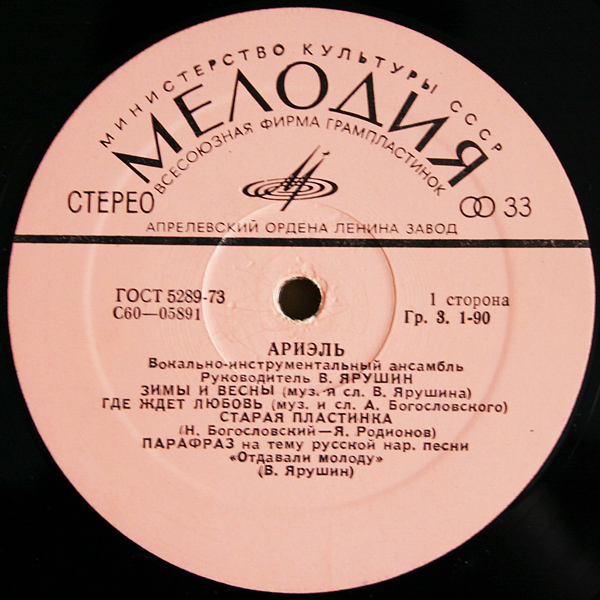 МИНИСТЕРСТВО КУЛЬТУРЫ СССР
МЕЛОДИЯ
ВСЕСОЮЗНАЯ ФИРМА ГРАМПЛАСТИНОК
СТЕРЕО
33
АПРЕЛЕВСКИЙ ОРДЕНА ЛЕНИНА ЗАВОД
ГОСТ 5289-73
С60—05891
1 сторона
Гр. 3. 1-90
АРИЭЛЬ
Вокально-инструментальный ансамбль
Руководитель В. ЯРУШИН
ЗИМЫ И ВЕСНЫ (муз. и сл. В. Ярушина)
ГДЕ ЖДЕТ ЛЮБОВЬ (муз. и сл. А. Богословского)
СТАРАЯ ПЛАСТИНКА
(Н. Богословский—Я. Родионов)
ПАРАФРАЗ на тему русской нар. песни
«Отдавали молоду»
(В. Ярушин)